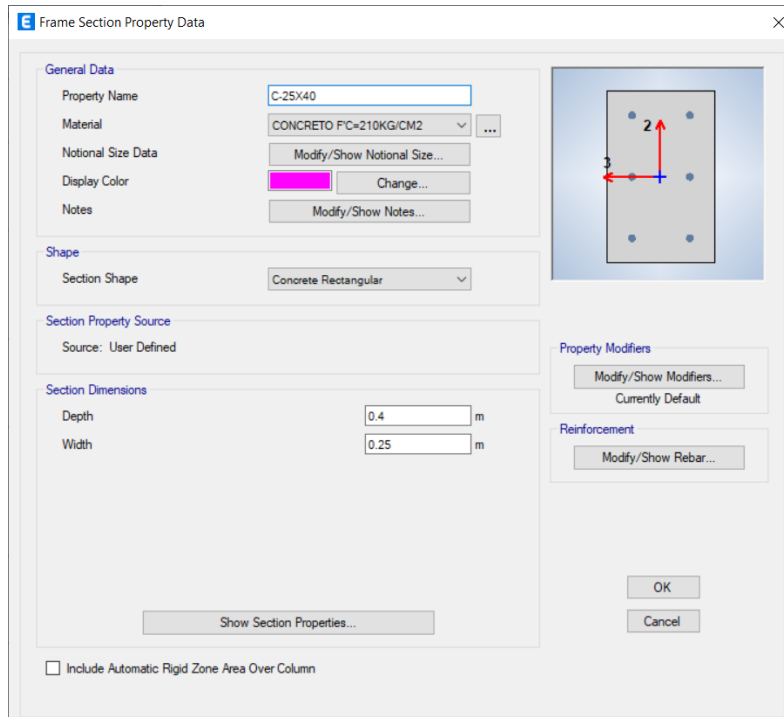 E Frame Section Property Data
General Data
Property Name C-25X40
Material CONCRETO F'C=210KG/CM2 ...
Notional Size Data Modify/Show Notional Size...
Display Color Change...
Notes Modify/Show Notes...
Shape
Section Shape Concrete Rectangular
Section Property Source
Source: User Defined
Section Dimensions
Depth 0.4 m
Width 0.25 m
Show Section Properties...
Include Automatic Rigid Zone Area Over Column
2
3
Property Modifiers
Modify/Show Modifiers...
Currently Default
Reinforcement
Modify/Show Rebar...
OK
Cancel